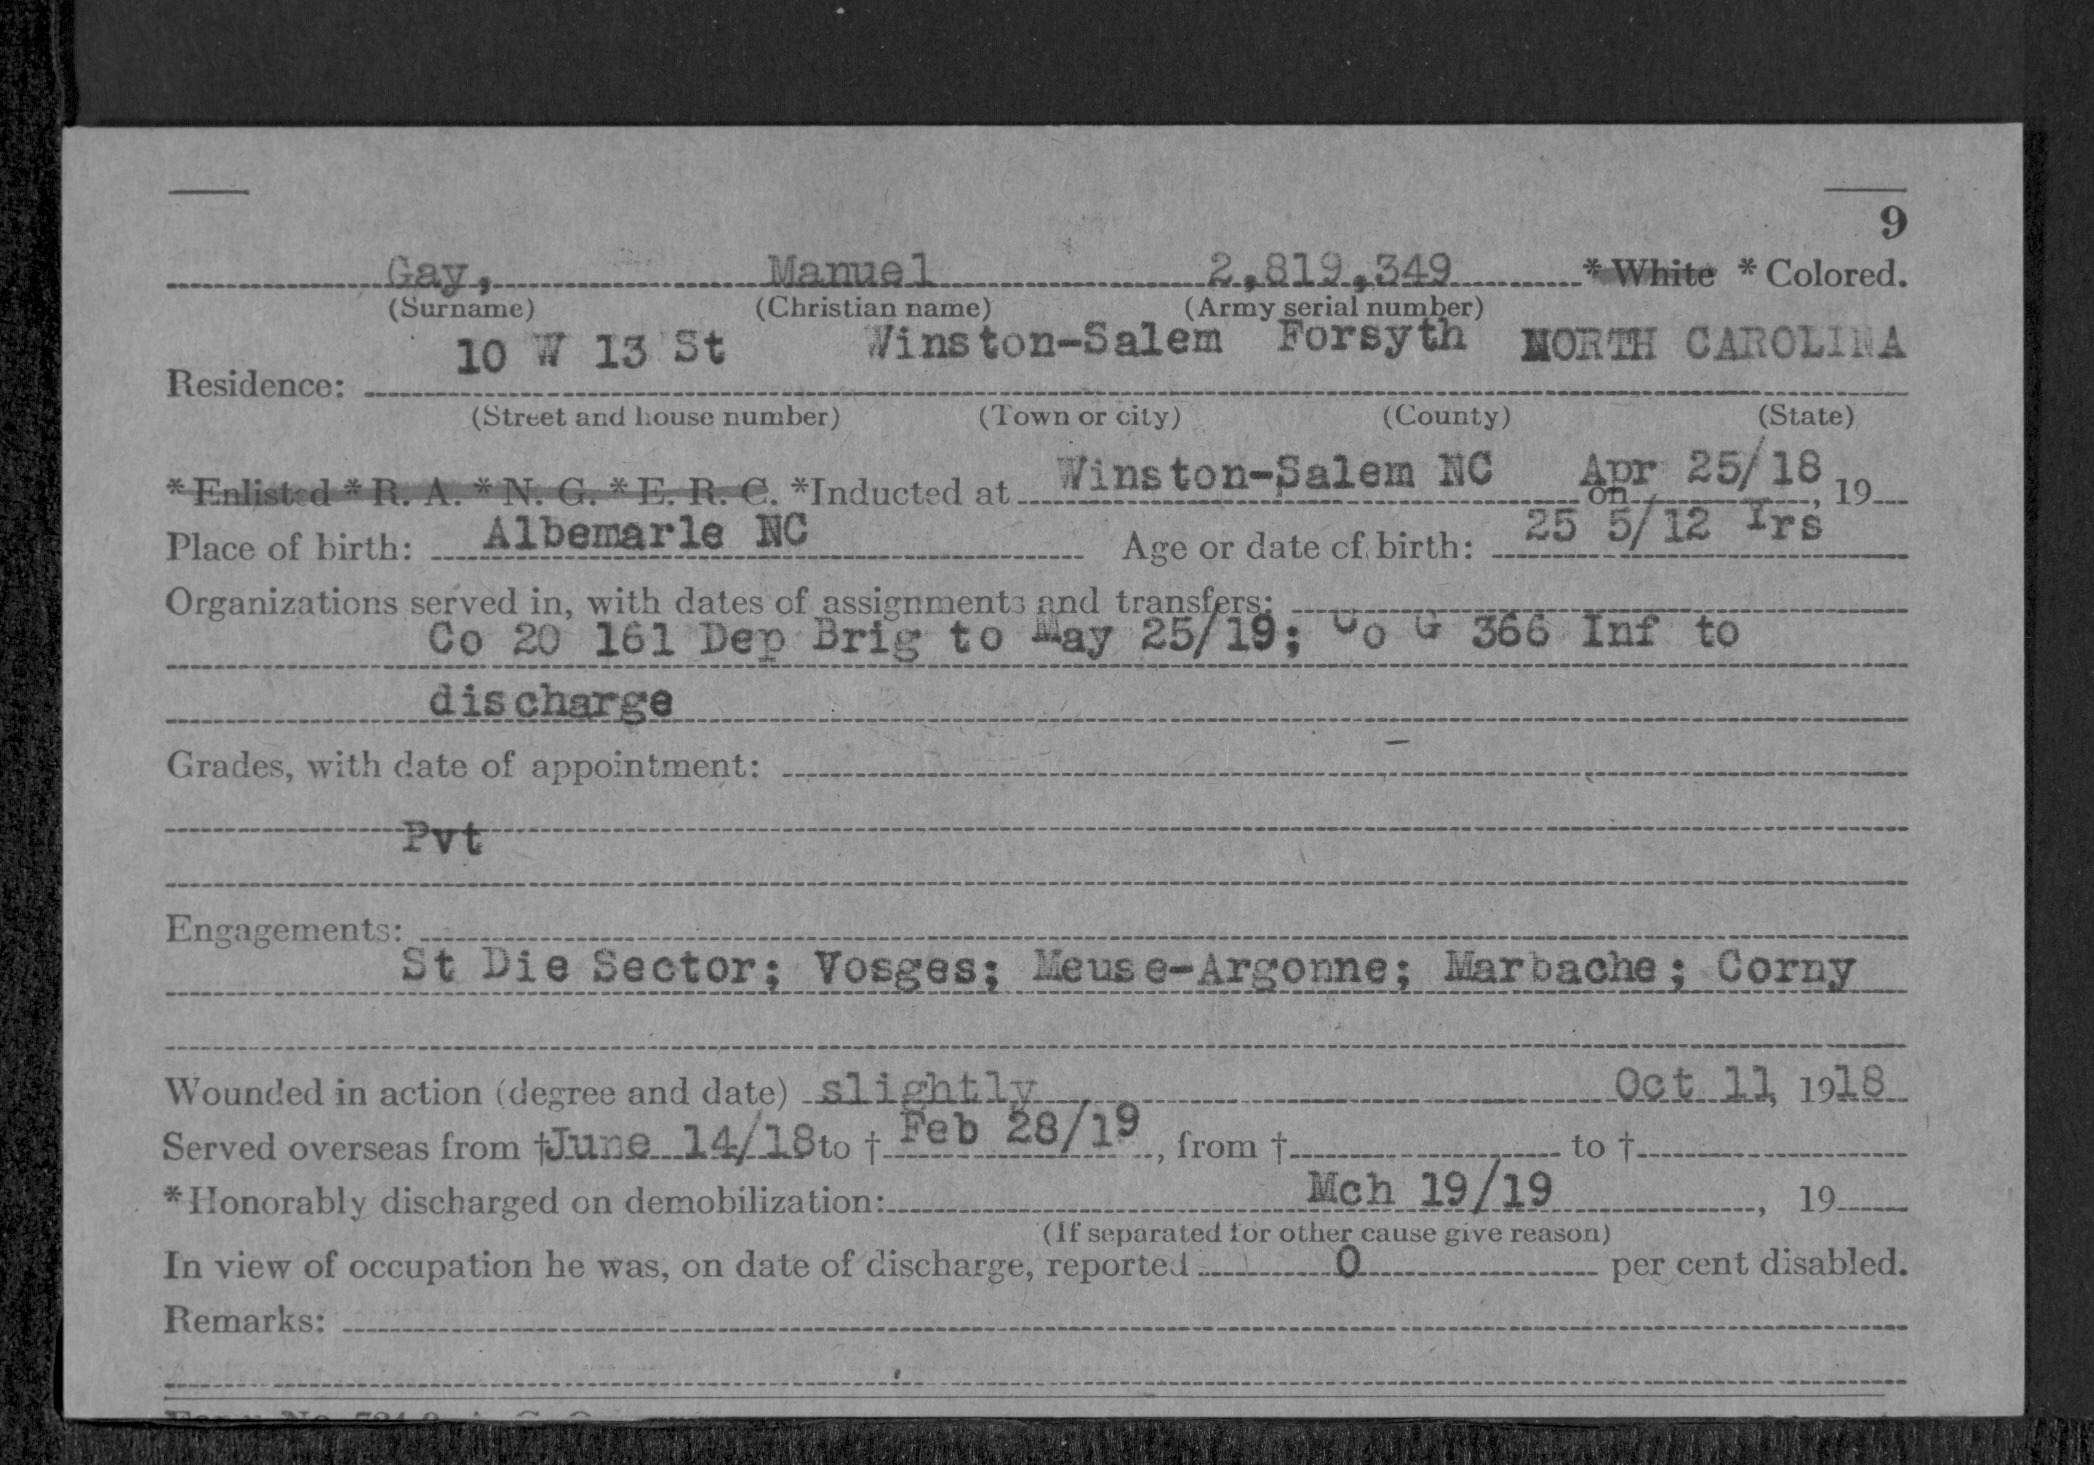 9
Gay, Manuel 2,819,349 *White * Colored.
(Surname) (Christian name) (Army serial number)
10 W 13 St Winston-Salem Forsyth NORTH CAROLINA
Residence:
(Street and house number) (Town or city) (County) (State)
*Enlisted *R. A. *N. G. *E. R. C. *Inducted at Winston-Salem NC on Apr 25/18, 19
Place of birth: Albemarle NC Age or date of birth: 25 5/12 Yrs
Organizations served in, with dates of assignments and transfers:
Co 20 161 Dep Brig to May 25/19; Co G 366 Inf to
discharge
Grades, with date of appointment:
Pvt
Engagements:
St Die Sector; Vosges; Meuse-Argonne; Marbache; Corny
Wounded in action (degree and date) slightly Oct 11, 1918
Served overseas from †June 14/18 to † Feb 28/19, from † to †
*Honorably discharged on demobilization: Mch 19/19, 19
(If separated for other cause give reason)
In view of occupation he was, on date of discharge, reported 0 per cent disabled.
Remarks: